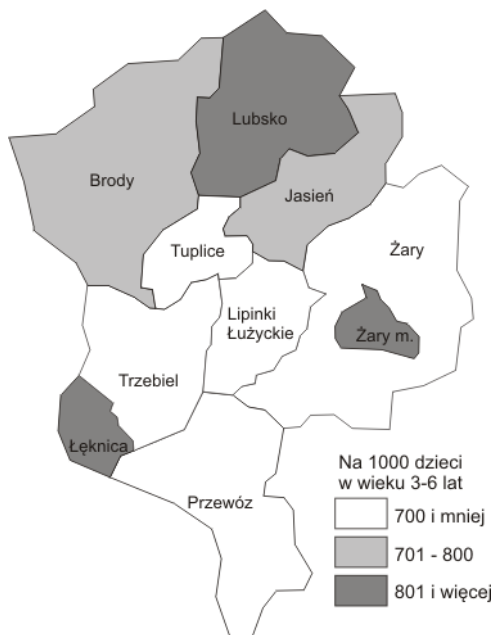 Lubsko
Brody
Jasień
Tuplice
Żary
Lipinki
Łużyckie
Żary m.
Trzebiel
Łęknica
Przewóz
Na 1000 dzieci
w wieku 3-6 lat
700 i mniej
701 - 800
801 i więcej